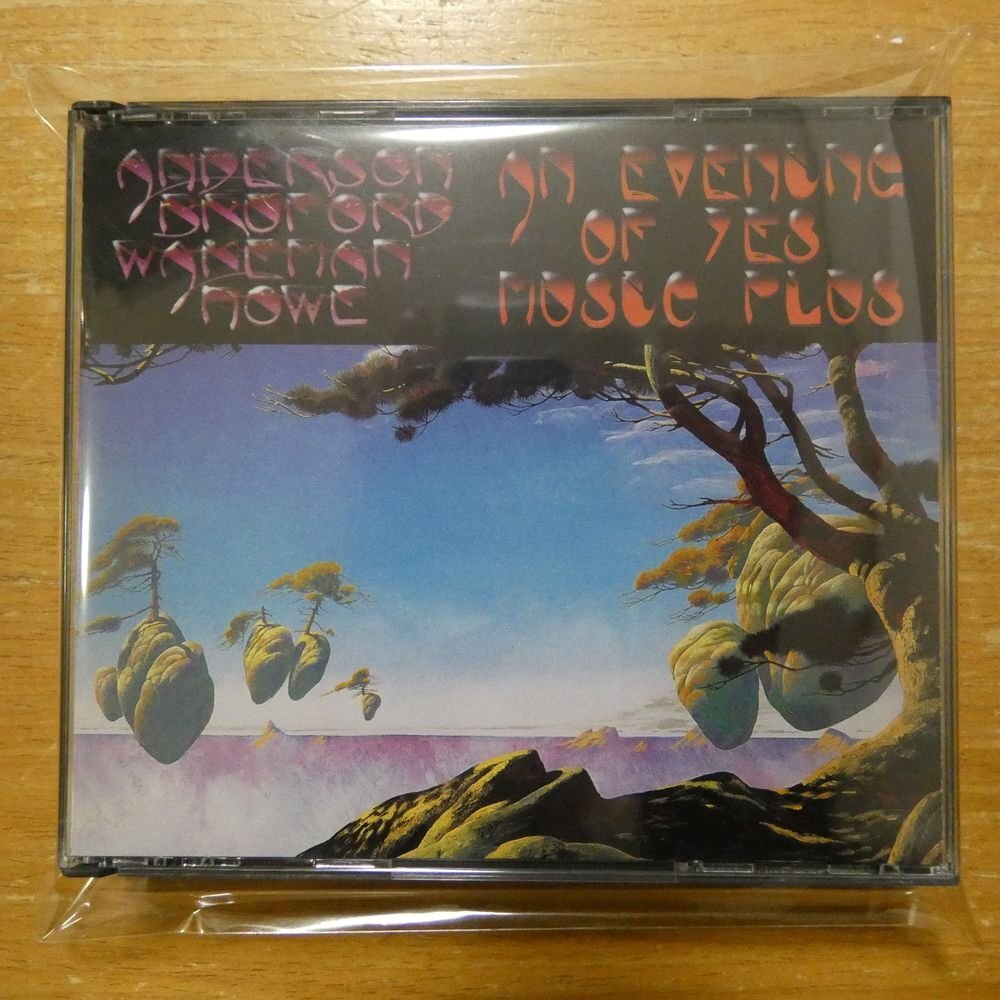 ANDERSON
BRUFORD
WAKEMAN
HOWE
AN EVENING
OF YES
MUSIC PLUS